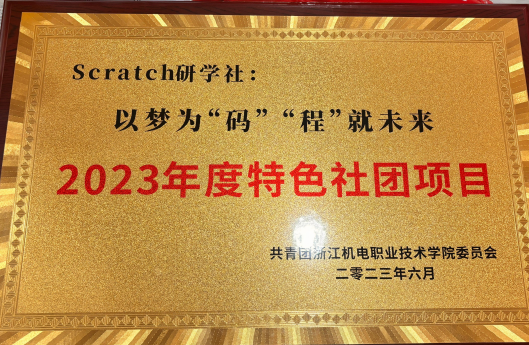 Scratch研学社：
以梦为“码”“程”就未来
2023年度特色社团项目
共青团浙江机电职业技术学院委员会
二零二三年六月